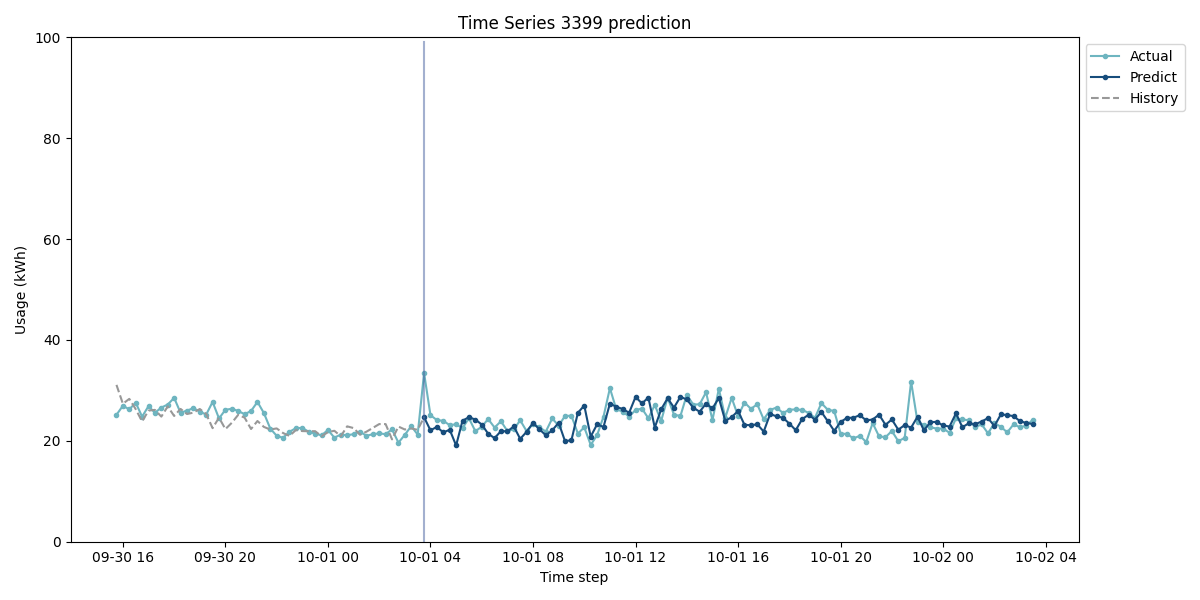 Time Series 3399 prediction
Actual
Predict
History
Usage (kWh)
100
80
60
40
20
0
09-30 16
09-30 20
10-01 00
10-01 04
10-01 08
10-01 12
10-01 16
10-01 20
10-02 00
10-02 04
Time step